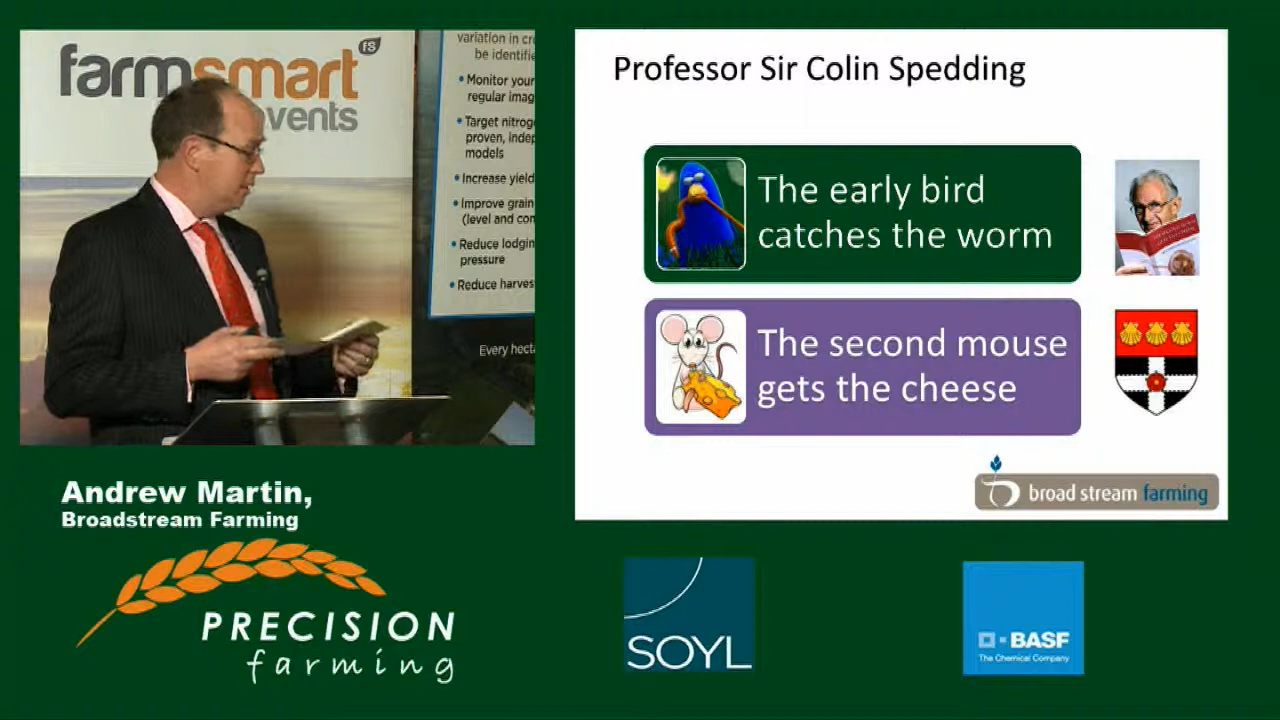 farmsmart
fs
events
variation in
be identifie
• Monitor your
regular imag
• Target nitrog
proven, inde
models
• Increase yield
• Improve grain
(level and con
• Reduce lodgin
pressure
• Reduce harves
Every hect
Professor Sir Colin Spedding
The early bird
catches the worm
The second mouse
gets the cheese
broad stream farming
Andrew Martin,
Broadstream Farming
PRECISION
farming
SOYL
BASF
The Chemical Company